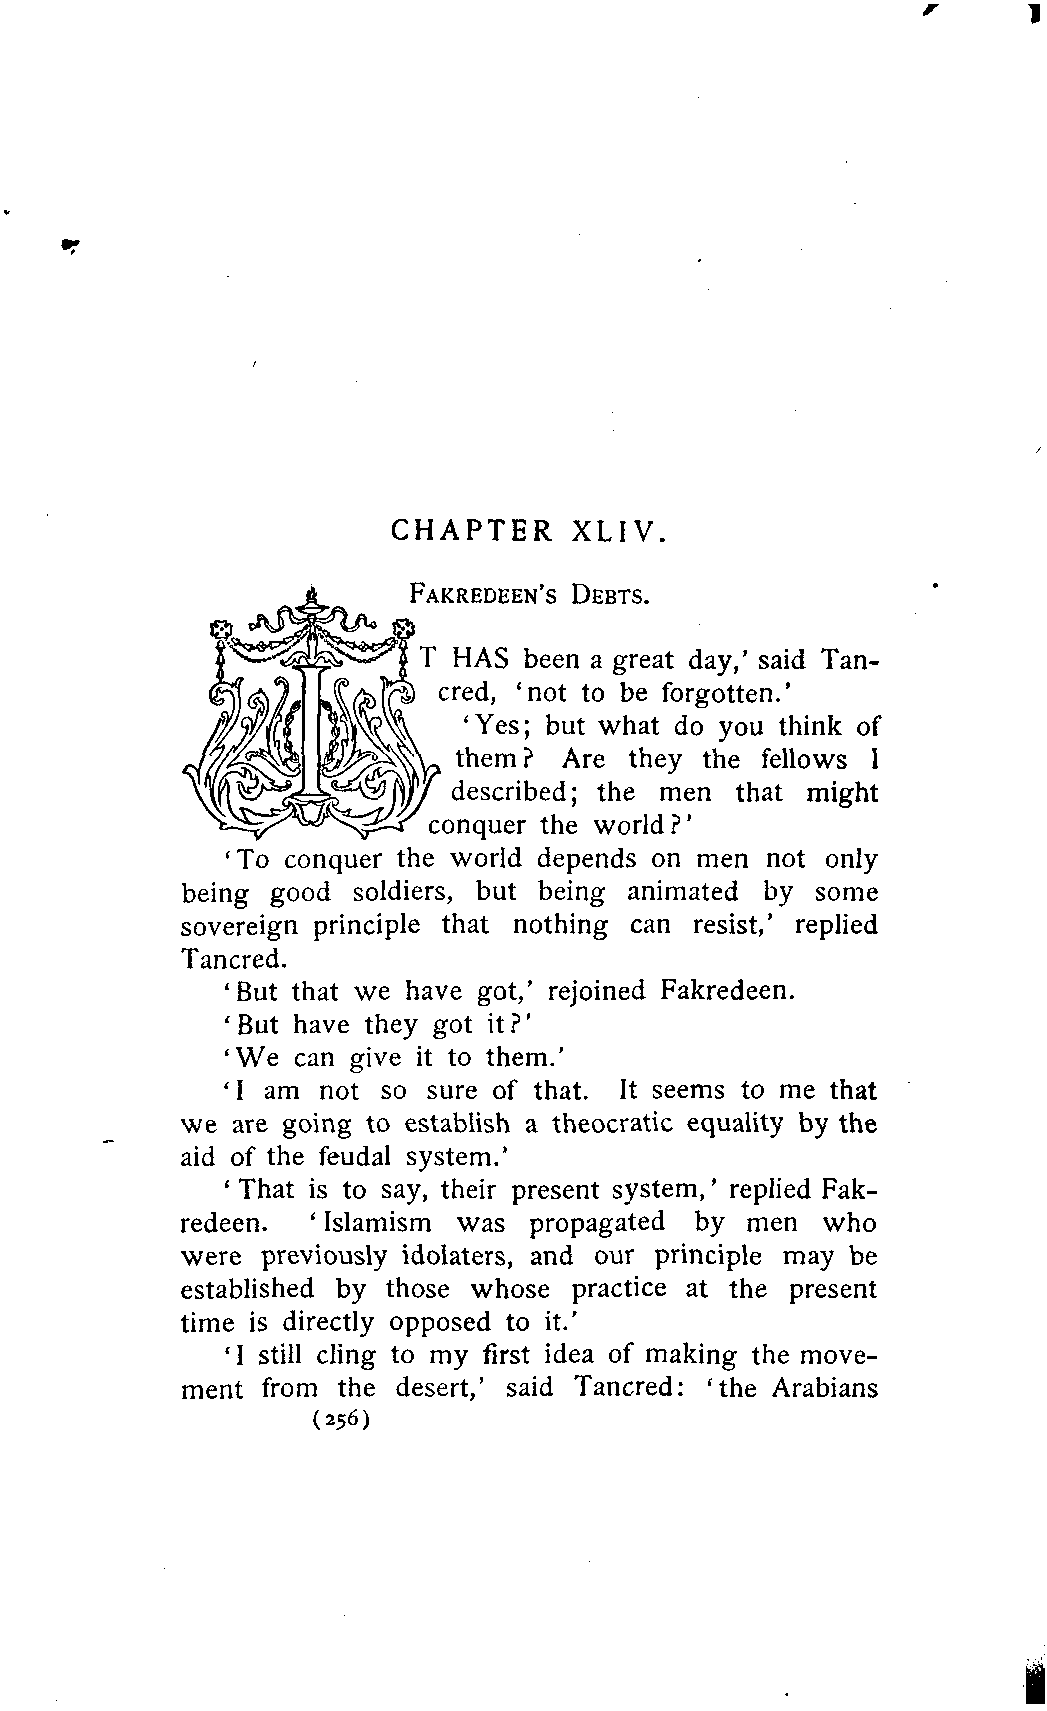 CHAPTER XLIV.
FAKREDEEN'S DEBTS.
IT HAS been a great day,' said Tan-
cred, 'not to be forgotten.'
'Yes; but what do you think of
them? Are they the fellows I
described; the men that might
conquer the world?'
'To conquer the world depends on men not only
being good soldiers, but being animated by some
sovereign principle that nothing can resist,' replied
Tancred.
'But that we have got,' rejoined Fakredeen.
'But have they got it?'
'We can give it to them.'
'I am not so sure of that. It seems to me that
we are going to establish a theocratic equality by the
aid of the feudal system.'
'That is to say, their present system,' replied Fak-
redeen. 'Islamism was propagated by men who
were previously idolaters, and our principle may be
established by those whose practice at the present
time is directly opposed to it.'
'I still cling to my first idea of making the move-
ment from the desert,' said Tancred: 'the Arabians
(256)